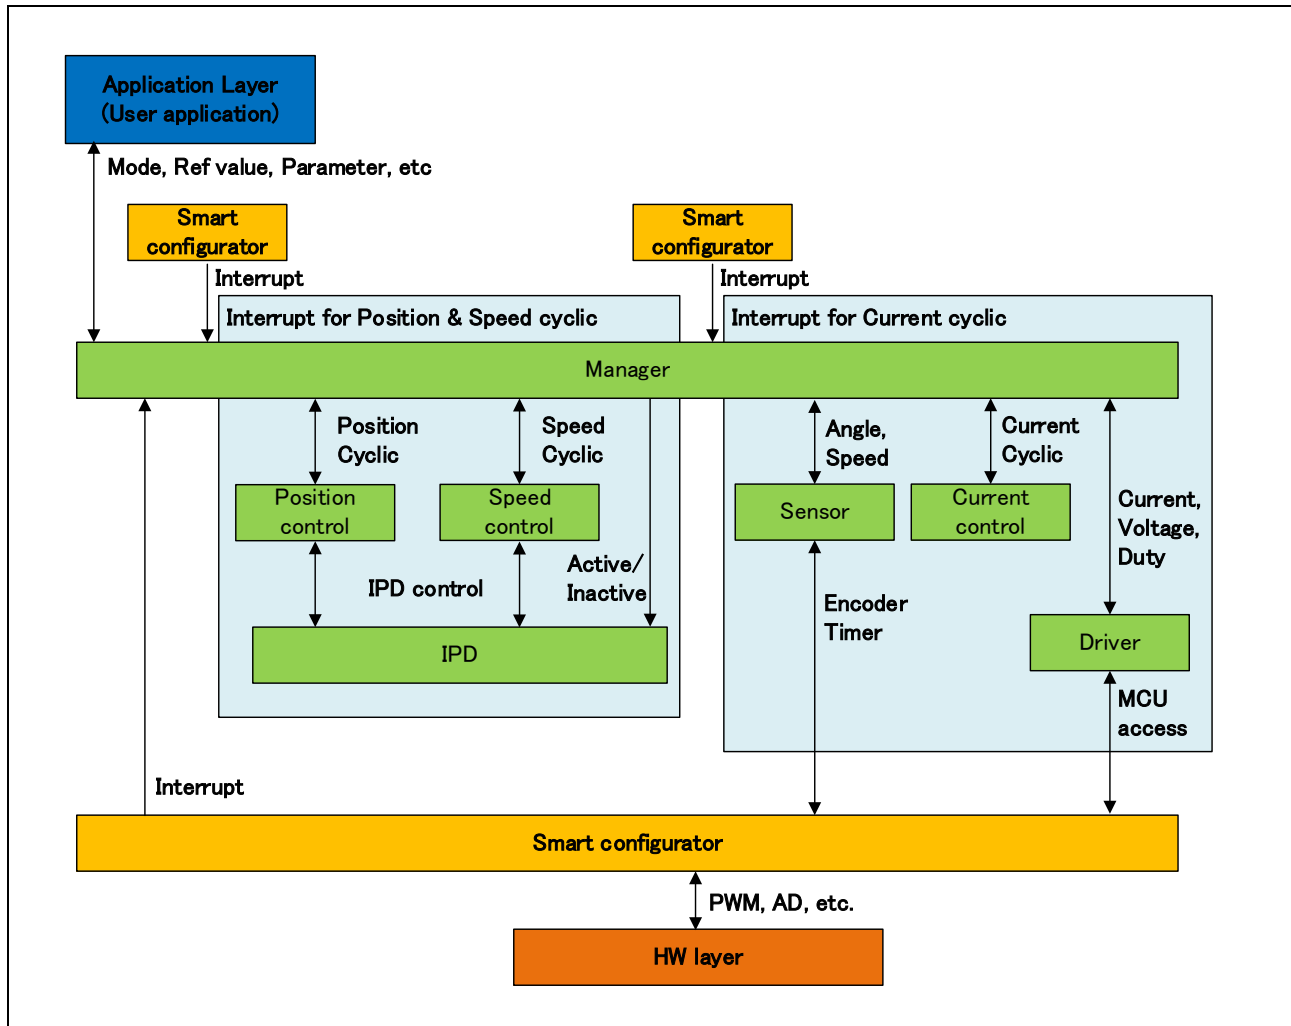 Application Layer
(User application)
Mode, Ref value, Parameter, etc
Smart
configurator
Smart
configurator
Interrupt
Interrupt
Interrupt for Position & Speed cyclic
Interrupt for Current cyclic
Manager
Position
Cyclic
Speed
Cyclic
Angle,
Speed
Current
Cyclic
Position
control
Speed
control
Sensor
Current
control
Current,
Voltage,
Duty
IPD control
Active/
Inactive
Encoder
Timer
IPD
Driver
MCU
access
Interrupt
Smart configurator
PWM, AD, etc.
HW layer